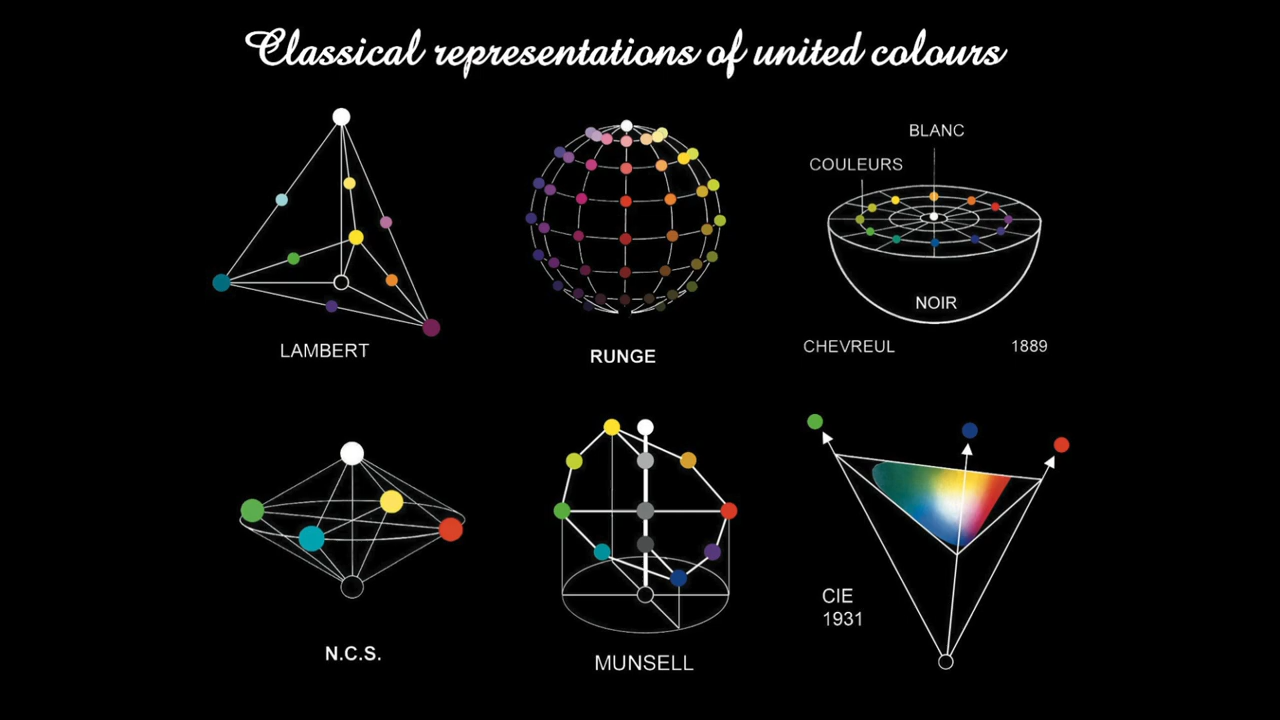 Classical representations of united colours
BLANC
COULEURS
NOIR
LAMBERT
RUNGE
CHEVREUL 1889
N.C.S.
MUNSELL
CIE
1931